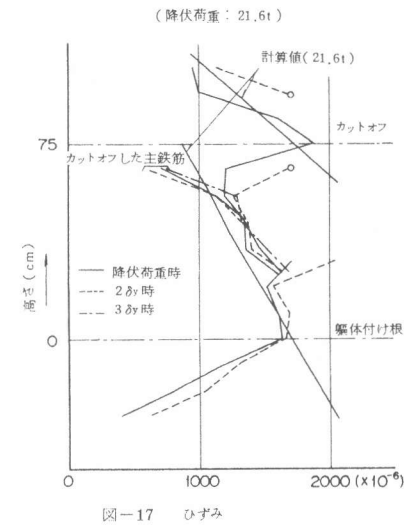 (降伏荷重:21.6t)
計算値(21.6t)
カットオフ
75
カットオフした主鉄筋
高さ(cm)
降伏荷重時
2δy時
3δy時
躯体付け根
0
0
1000
2000(×10⁻⁶)
図-17 ひずみ